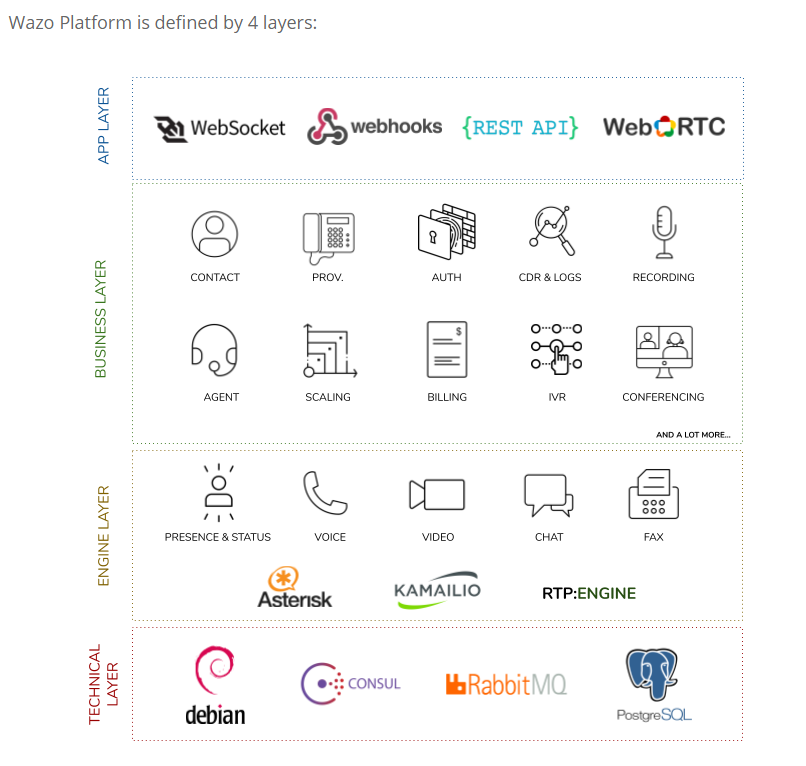 Wazo Platform is defined by 4 layers:
APP LAYER
WebSocket webhooks {REST API} WebRTC
BUSINESS LAYER
CONTACT PROV. AUTH CDR & LOGS RECORDING
$
AGENT SCALING BILLING IVR CONFERENCING
AND A LOT MORE...
ENGINE LAYER
PRESENCE & STATUS VOICE VIDEO CHAT FAX
Asterisk KAMAILIO RTP:ENGINE
TECHNICAL
LAYER
debian CONSUL RabbitMQ PostgreSQL